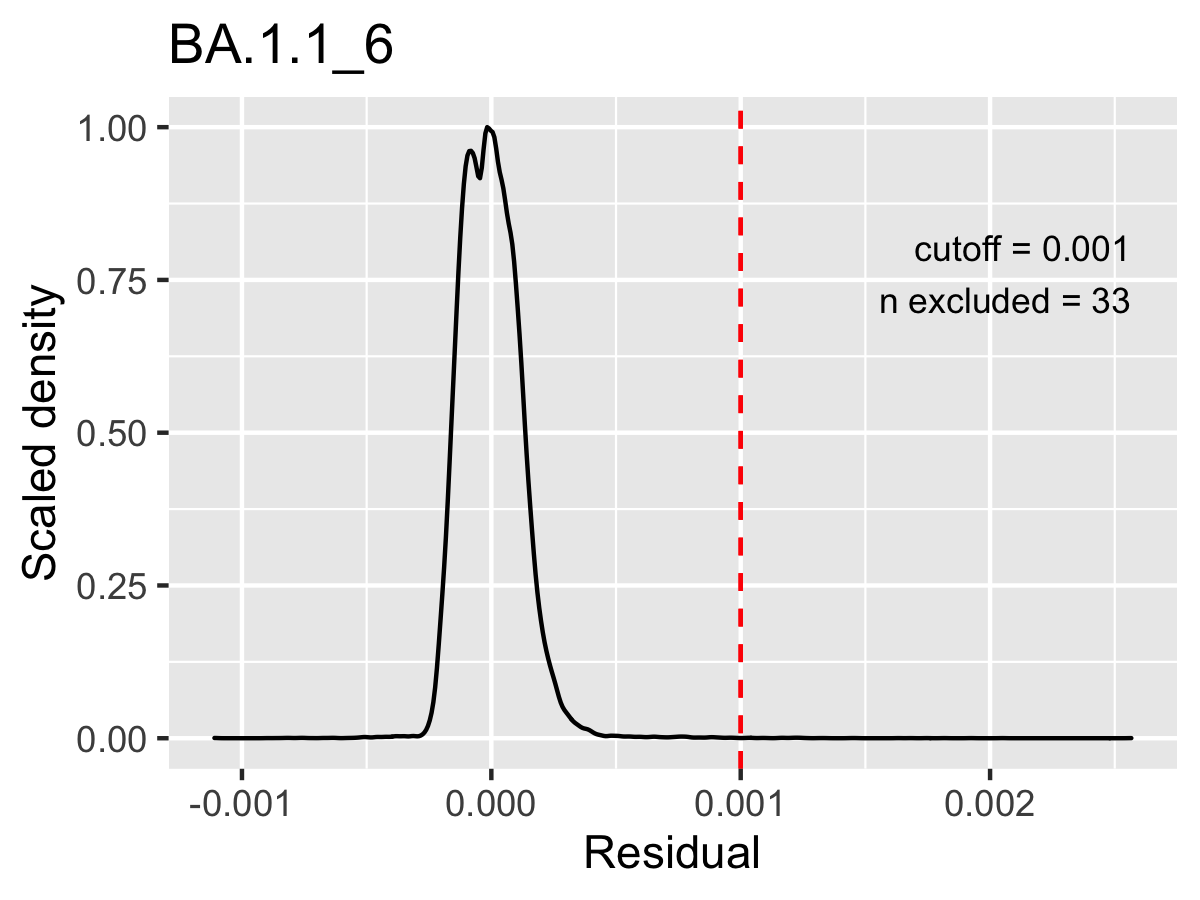 BA.1.1_6
Scaled density
1.00
0.75
0.50
0.25
0.00
cutoff = 0.001
n excluded = 33
-0.001
0.000
0.001
0.002
Residual